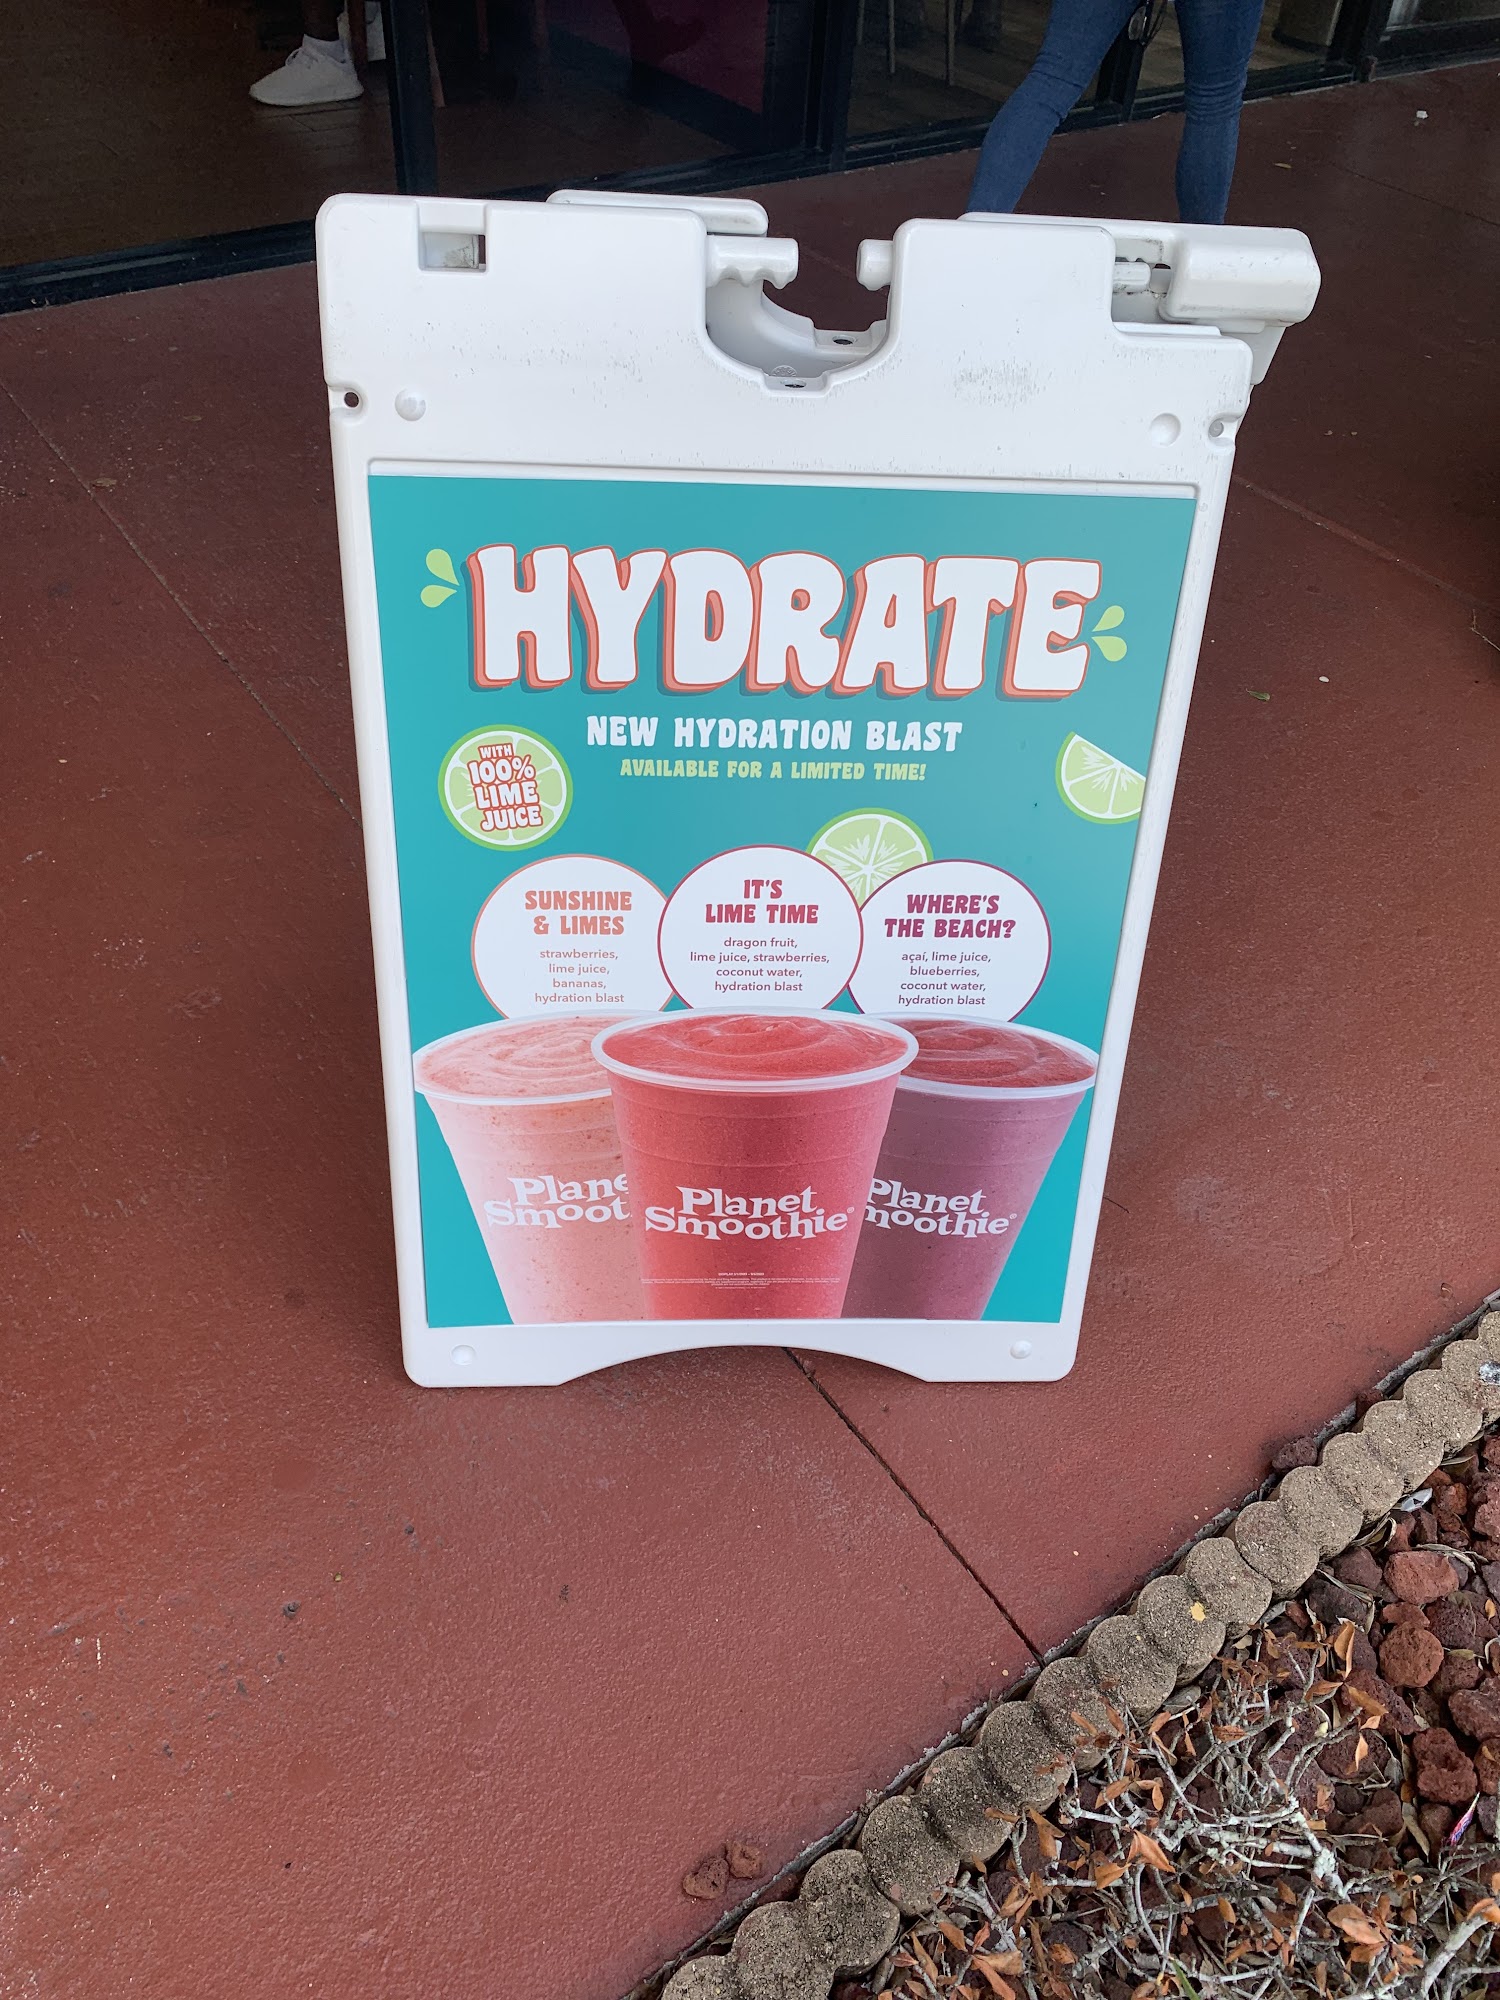 HYDRATE
NEW HYDRATION BLAST
AVAILABLE FOR A LIMITED TIME!
WITH
100%
LIME
JUICE
SUNSHINE
& LIMES
strawberries,
lime juice,
bananas,
hydration blast
IT'S
LIME TIME
dragon fruit,
lime juice, strawberries,
coconut water,
hydration blast
WHERE'S
THE BEACH?
açaí, lime juice,
blueberries,
coconut water,
hydration blast
Plane
Smoot
Planet
Smoothie®
Planet
moothie®